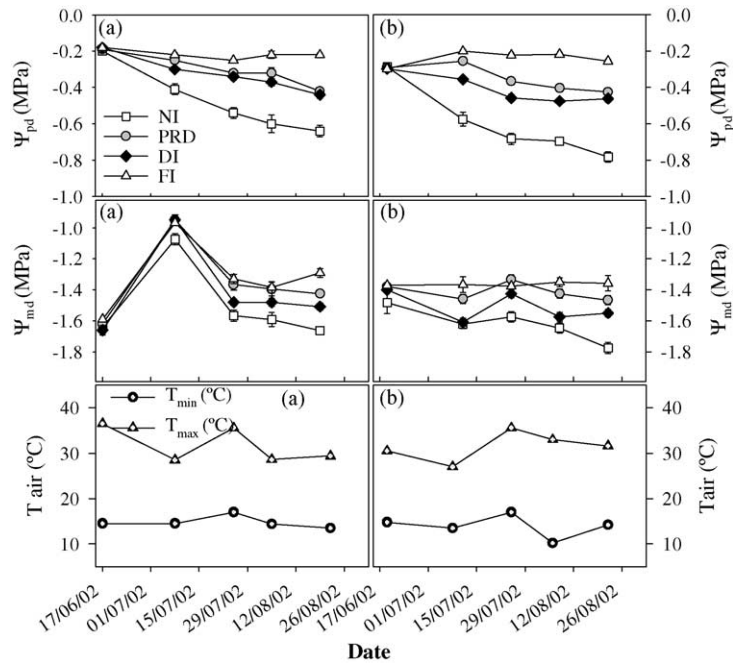 (a)
(b)
0.0
-0.2
-0.4
-0.6
-0.8
-1.0
Ψpd (MPa)
NI
PRD
DI
FI
0.0
-0.2
-0.4
-0.6
-0.8
-1.0
Ψpd (MPa)
(a)
(b)
-1.0
-1.2
-1.4
-1.6
-1.8
Ψmd (MPa)
-1.0
-1.2
-1.4
-1.6
-1.8
Ψmd (MPa)
Tmin (ºC)
Tmax (ºC)
(a)
(b)
40
30
20
10
T air (ºC)
40
30
20
10
Tair (ºC)
17/06/02
01/07/02
15/07/02
29/07/02
12/08/02
26/08/02
17/06/02
01/07/02
15/07/02
29/07/02
12/08/02
26/08/02
Date